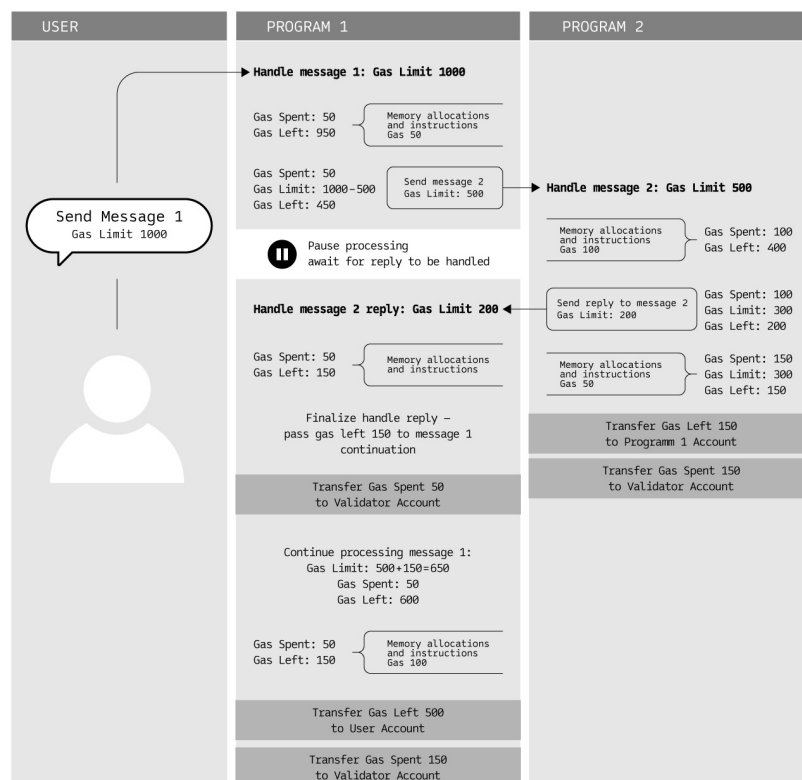 USER
PROGRAM 1
PROGRAM 2
Send Message 1
Gas Limit 1000
Handle message 1: Gas Limit 1000
Gas Spent: 50
Gas Left: 950
Memory allocations
and instructions
Gas 50
Gas Spent: 50
Gas Limit: 1000-500
Gas Left: 450
Send message 2
Gas Limit: 500
Pause processing
await for reply to be handled
Handle message 2 reply: Gas Limit 200
Gas Spent: 50
Gas Left: 150
Memory allocations
and instructions
Finalize handle reply —
pass gas left 150 to message 1
continuation
Transfer Gas Spent 50
to Validator Account
Continue processing message 1:
Gas Limit: 500+150=650
Gas Spent: 50
Gas Left: 600
Gas Spent: 50
Gas Left: 150
Memory allocations
and instructions
Gas 100
Transfer Gas Left 500
to User Account
Transfer Gas Spent 150
to Validator Account
Handle message 2: Gas Limit 500
Memory allocations
and instructions
Gas 100
Gas Spent: 100
Gas Left: 400
Send reply to message 2
Gas Limit: 200
Gas Spent: 100
Gas Limit: 300
Gas Left: 200
Memory allocations
and instructions
Gas 50
Gas Spent: 150
Gas Limit: 300
Gas Left: 150
Transfer Gas Left 150
to Programm 1 Account
Transfer Gas Spent 150
to Validator Account